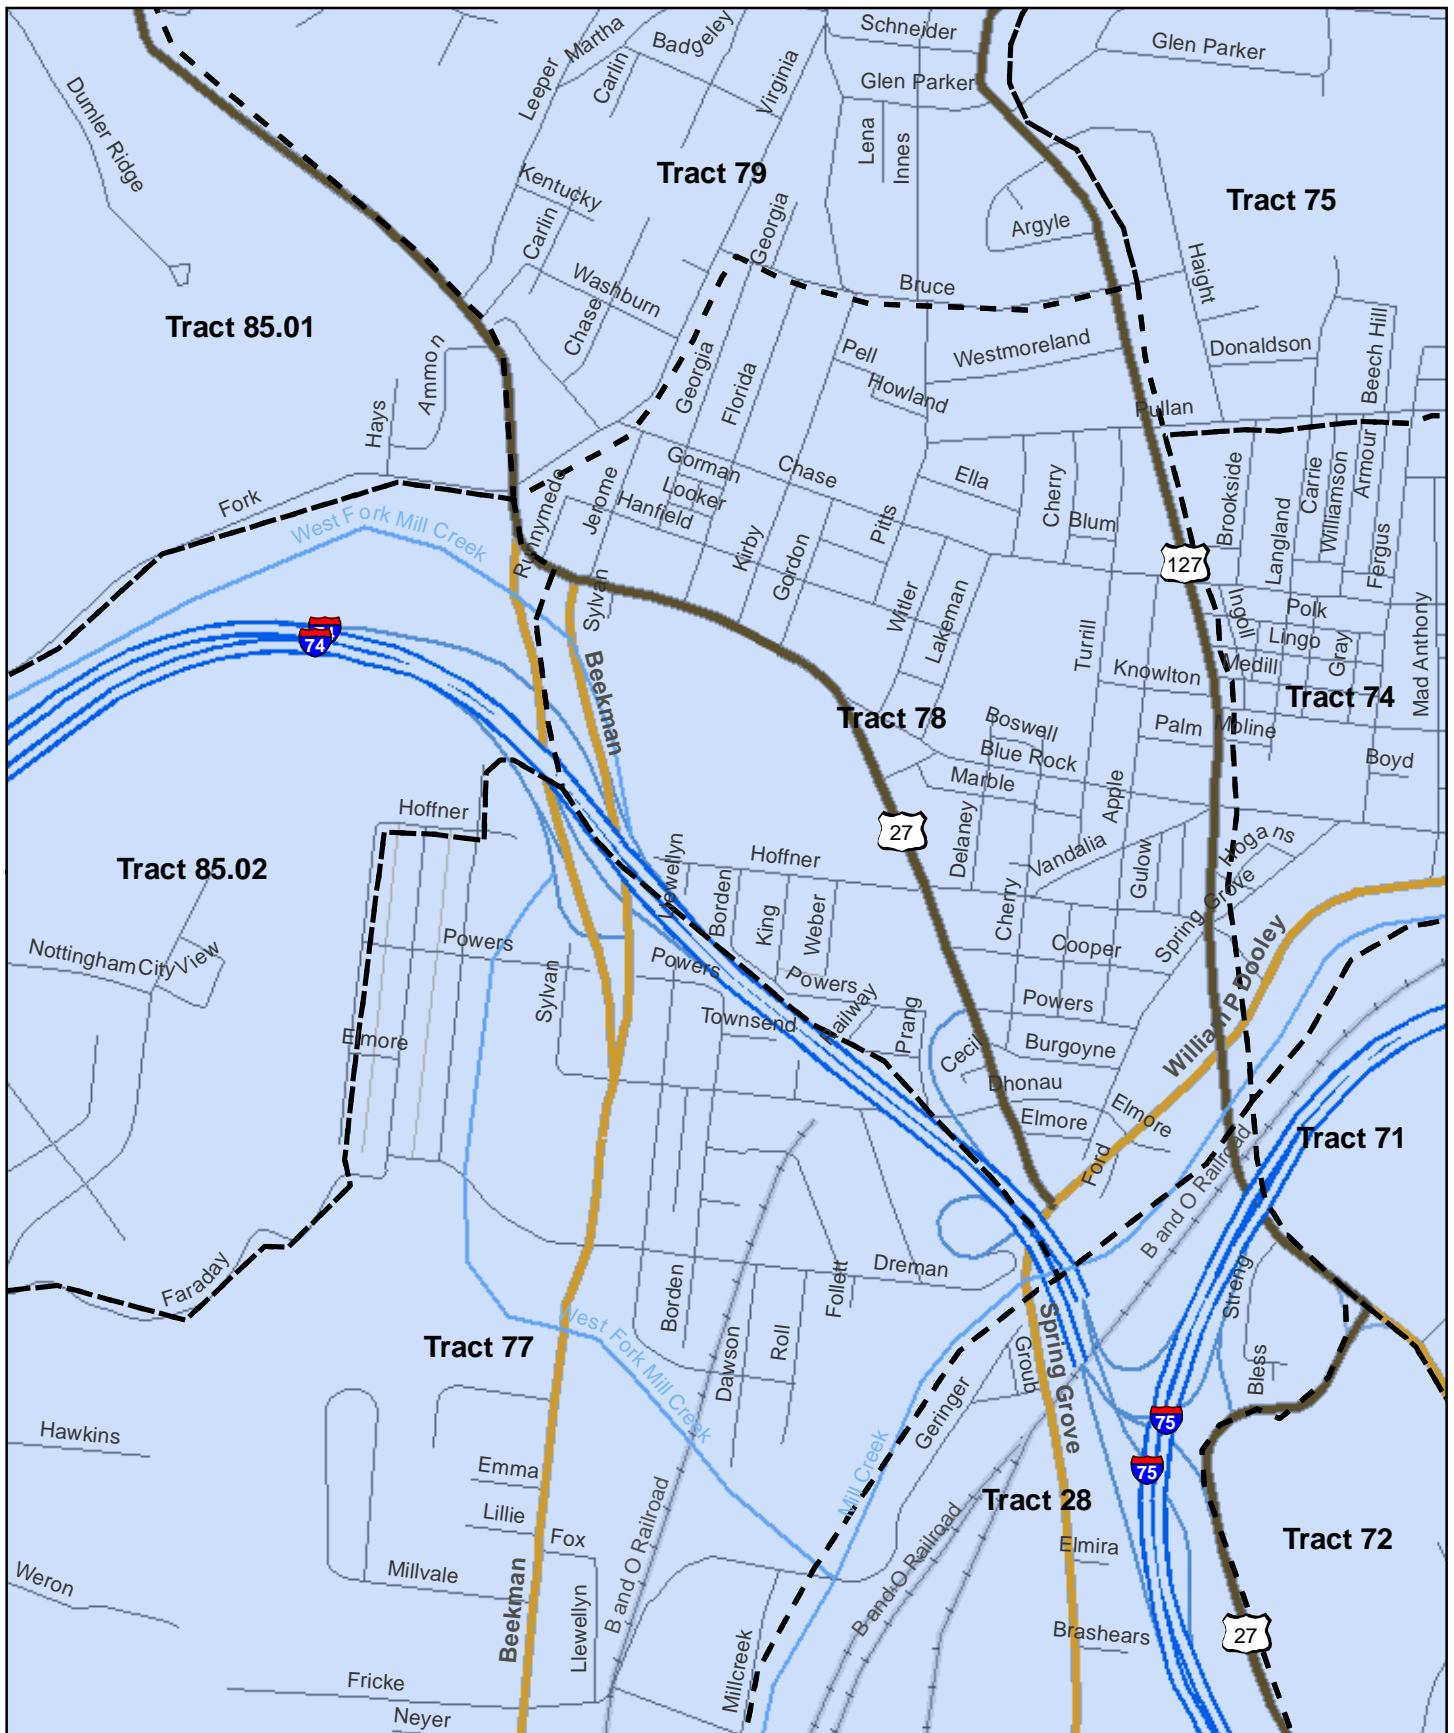 Schneider
Martha
Badgeley
Glen Parker
Leeper
Carlin
Virginia
Glen Parker
Dumler Ridge
Lena
Innes
Tract 79
Kentucky
Tract 75
Georgia
Argyle
Carlin
Haight
Washburn
Bruce
Tract 85.01
Chase
Ammon
Westmoreland
Donaldson
Beech Hill
Pell
Georgia
Florida
Howland
Pullan
Hays
Gorman
Chase
Ella
Cherry
Brookside
Carrie
Williamson
Armour
Looker
Jerome
Hanfield
Fork
West Fork Mill Creek
Runnymede
Kirby
Gordon
Pitts
Blum
Langland
Fergus
127
Sylvan
Witler
Lakeman
Ingoll
Polk
Lingo
Gray
Mad Anthony
74
Turrill
Medill
Knowlton
Beekman
Tract 78
Tract 74
Boswell
Palm
Moline
Blue Rock
Boyd
Marble
Apple
Hoffner
27
Delaney
Hogans
Vandalia
Gulow
Tract 85.02
Llewellyn
Hoffner
Borden
King
Weber
Cherry
Spring Grove
Nottingham
City View
Powers
Powers
Cooper
William P Dooley
Sylvan
Powers
Powers
Townsend
Railway
Prang
Elmore
Cecil
Burgoyne
Dhonau
Elmore
Elmore
Tract 71
Ford
B and O Railroad
Faraday
Dreman
Borden
Follett
Streng
West Fork Mill Creek
Spring Grove
Tract 77
Dawson
Roll
Groub
Bless
Geringer
75
Hawkins
Mill Creek
75
Emma
Tract 28
Lillie
Fox
B and O Railroad
B and O Railroad
Tract 72
Elmira
Weron
Millvale
Beekman
Llewellyn
Brashears
27
Millcreek
Fricke
Neyer